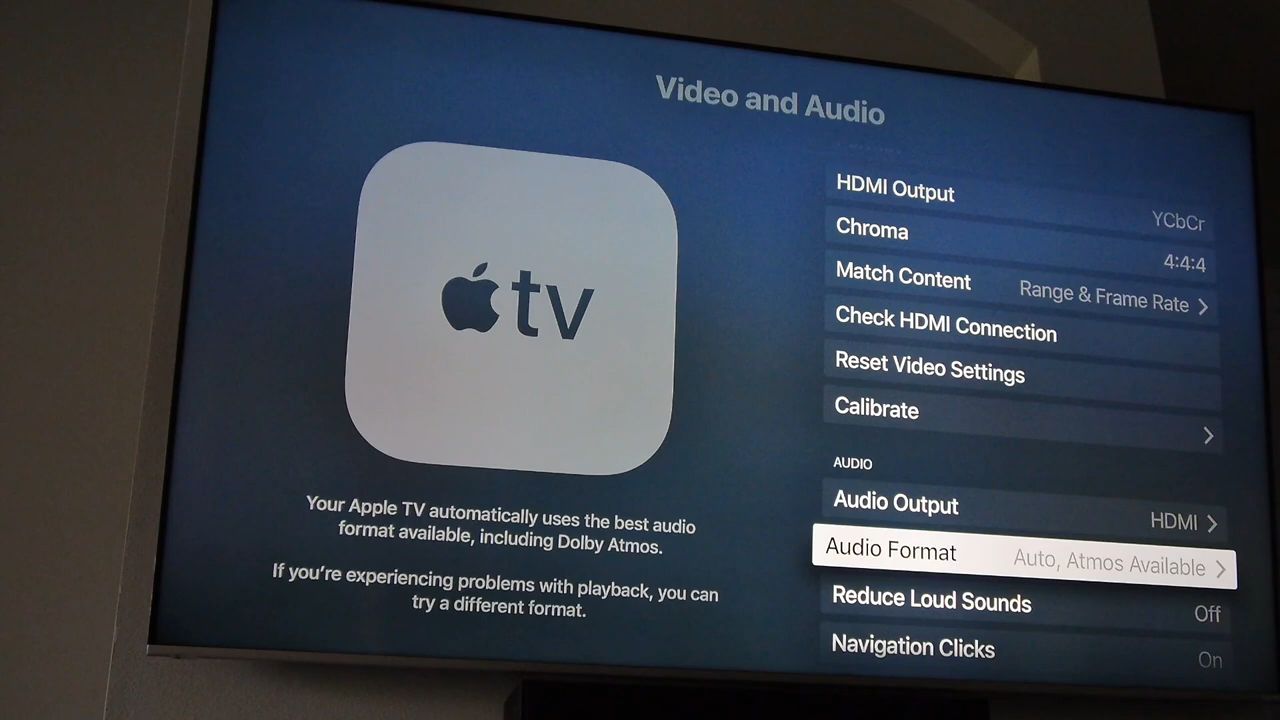 Video and Audio
tv
Your Apple TV automatically uses the best audio
format available, including Dolby Atmos.
If you're experiencing problems with playback, you can
try a different format.
HDMI Output YCbCr
Chroma 4:4:4
Match Content Range & Frame Rate
Check HDMI Connection
Reset Video Settings
Calibrate
AUDIO
Audio Output HDMI
Audio Format Auto, Atmos Available
Reduce Loud Sounds Off
Navigation Clicks On